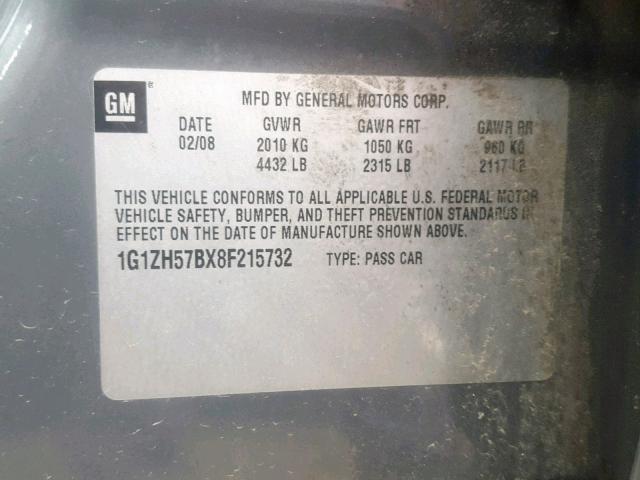 GM ®
MFD BY GENERAL MOTORS CORP.
DATE GVWR GAWR FRT GAWR RR
02/08 2010 KG 1050 KG 960 KG
4432 LB 2315 LB 2117 LB
THIS VEHICLE CONFORMS TO ALL APPLICABLE U.S. FEDERAL MOTOR
VEHICLE SAFETY, BUMPER, AND THEFT PREVENTION STANDARDS IN
EFFECT ON THE DATE OF MANUFACTURE SHOWN ABOVE.
1G1ZH57BX8F215732 TYPE: PASS CAR